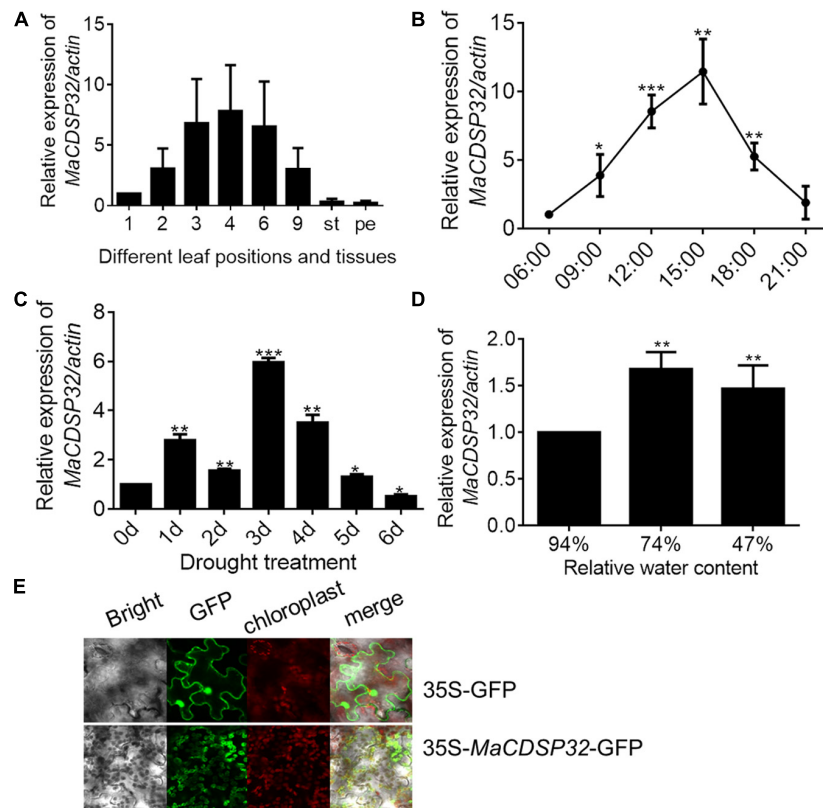 A
Relative expression of
MaCDSP32/actin
15
10
5
0
1 2 3 4 6 9 st pe
Different leaf positions and tissues
B
Relative expression of
MaCDSP32/actin
15
10
5
0
*
***
**
**
06:00 09:00 12:00 15:00 18:00 21:00
C
Relative expression of
MaCDSP32/actin
8
6
4
2
0
**
**
***
**
*
*
0d 1d 2d 3d 4d 5d 6d
Drought treatment
D
Relative expression of
MaCDSP32/actin
2.0
1.5
1.0
0.5
0.0
**
**
94% 74% 47%
Relative water content
E
Bright GFP chloroplast merge
35S-GFP
35S-MaCDSP32-GFP